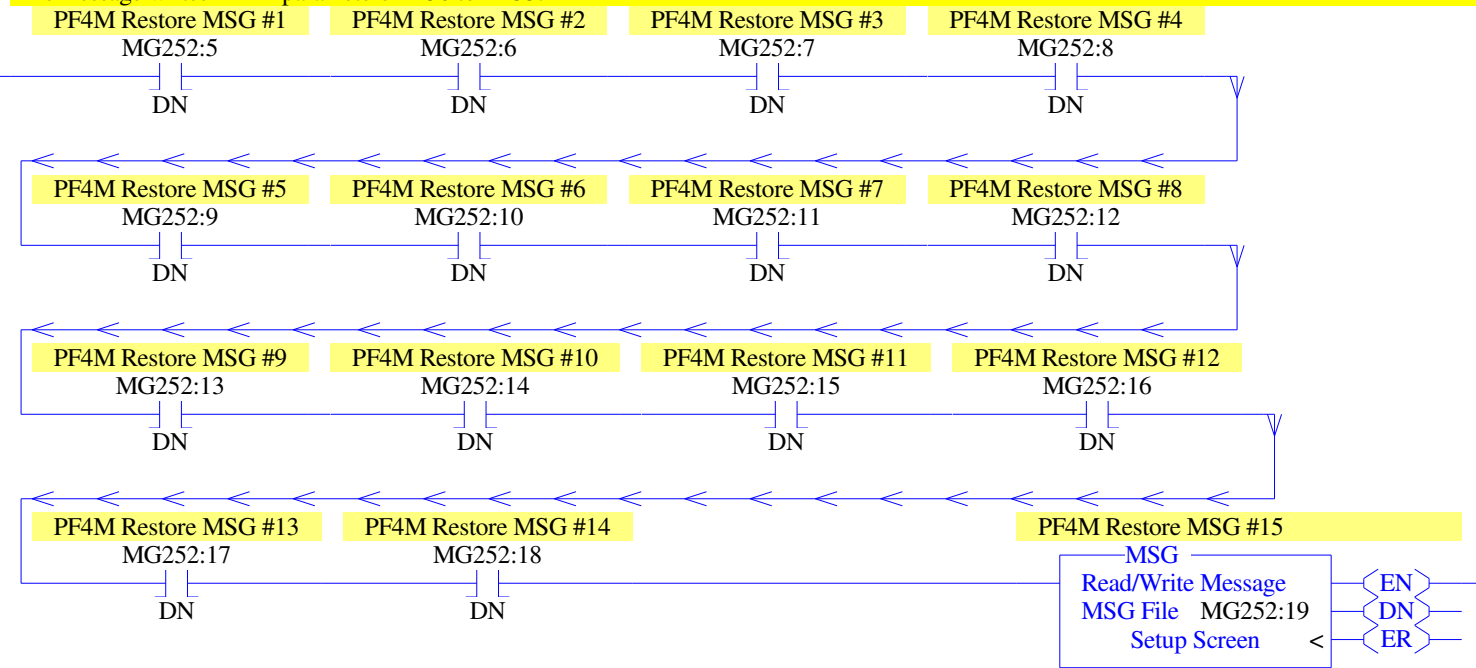 PF4M Restore MSG #1 PF4M Restore MSG #2 PF4M Restore MSG #3 PF4M Restore MSG #4
MG252:5 MG252:6 MG252:7 MG252:8
DN DN DN DN
PF4M Restore MSG #5 PF4M Restore MSG #6 PF4M Restore MSG #7 PF4M Restore MSG #8
MG252:9 MG252:10 MG252:11 MG252:12
DN DN DN DN
PF4M Restore MSG #9 PF4M Restore MSG #10 PF4M Restore MSG #11 PF4M Restore MSG #12
MG252:13 MG252:14 MG252:15 MG252:16
DN DN DN DN
PF4M Restore MSG #13 PF4M Restore MSG #14 PF4M Restore MSG #15
MG252:17 MG252:18 MSG
Read/Write Message EN
DN DN MSG File MG252:19 DN
Setup Screen < ER